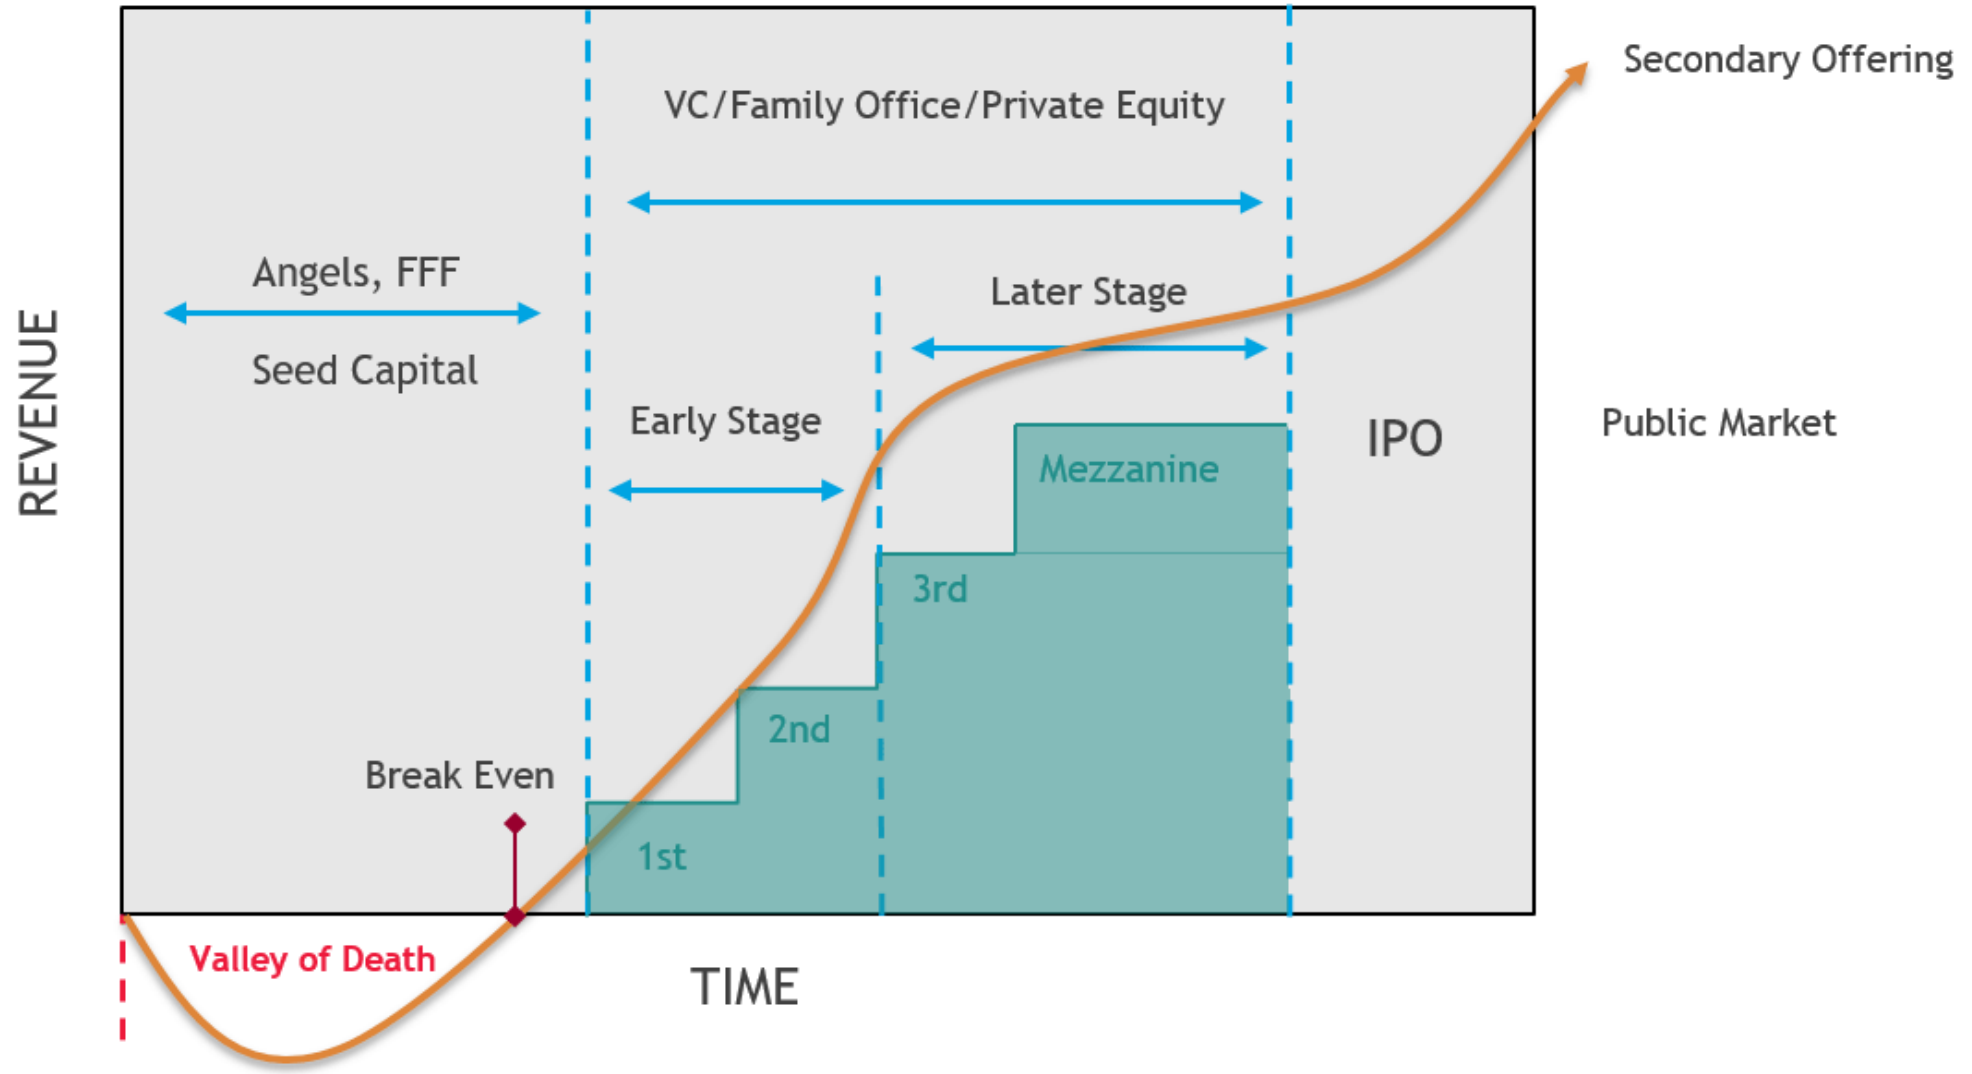 Secondary Offering
VC/Family Office/Private Equity
Angels, FFF
Seed Capital
Later Stage
Early Stage
REVENUE
IPO
Public Market
Mezzanine
3rd
2nd
Break Even
1st
Valley of Death
TIME